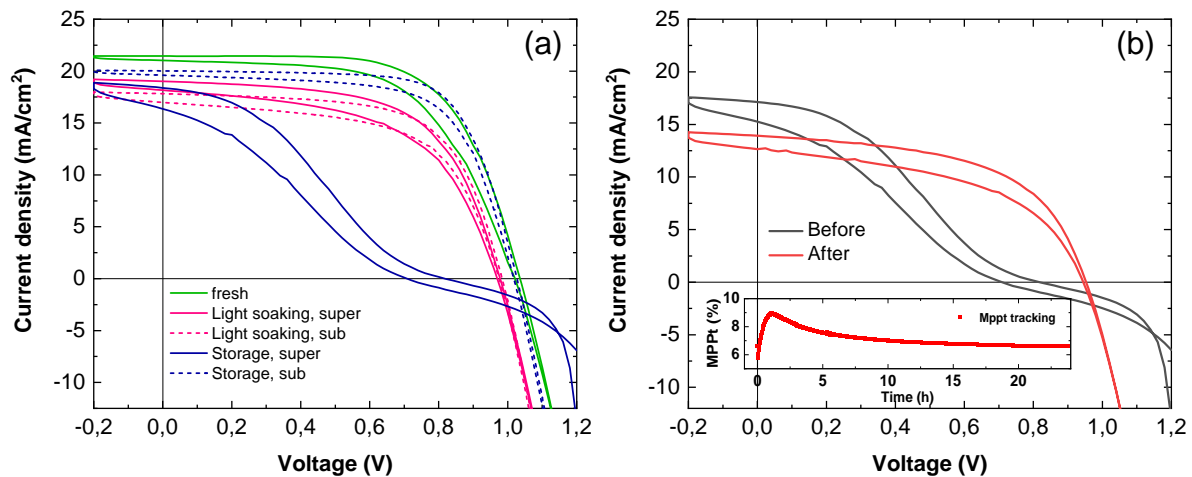 (a)
25
20
15
10
5
0
-5
-10
Current density (mA/cm²)
fresh
Light soaking, super
Light soaking, sub
Storage, super
Storage, sub
-0,2 0,0 0,2 0,4 0,6 0,8 1,0 1,2
Voltage (V)
(b)
25
20
15
10
5
0
-5
-10
Current density (mA/cm²)
Before
After
10
8
6
MPPt (%)
Mppt tracking
0 5 10 15 20
Time (h)
-0,2 0,0 0,2 0,4 0,6 0,8 1,0 1,2
Voltage (V)